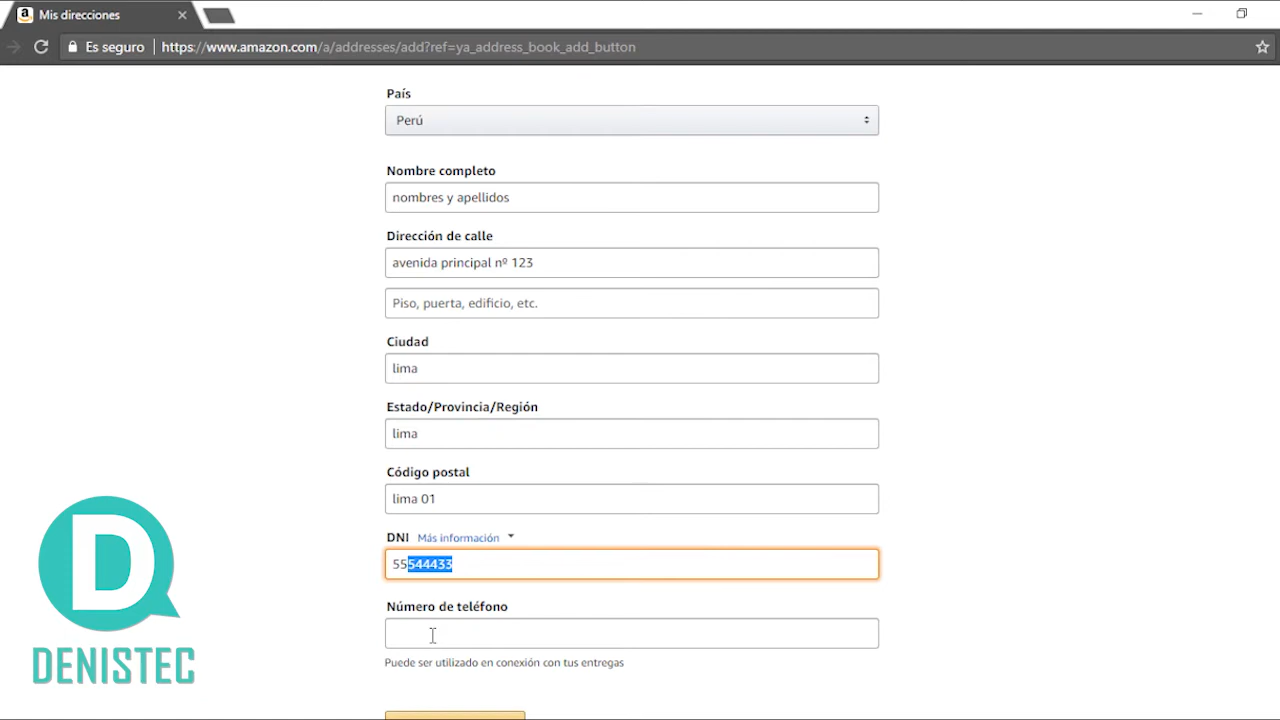 Mis direcciones
Es seguro https://www.amazon.com/a/addresses/add?ref=ya_address_book_add_button
País
Perú
Nombre completo
nombres y apellidos
Dirección de calle
avenida principal nº 123
Piso, puerta, edificio, etc.
Ciudad
lima
Estado/Provincia/Región
lima
Código postal
lima 01
DNI Más información
55544433
Número de teléfono
Puede ser utilizado en conexión con tus entregas
D
DENISTEC